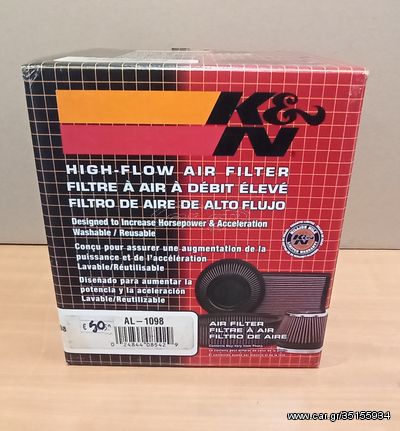 K&N
HIGH-FLOW AIR FILTER
FILTRE À AIR À DÉBIT ÉLEVÉ
FILTRO DE AIRE DE ALTO FLUJO
Designed to Increase Horsepower & Acceleration
Washable / Reusable
Conçu pour assurer une augmentation de la
puissance et de l'accélération
Lavable/Réutilisable
Disenado para aumentar la
potencia y la aceleración
Lavable/Reutilizable
K&N
AIR FILTER
FILTRE À AIR
FILTRO DE AIRE
€ 50,
AL-1098
0 24844 08542 9
www.car.gr/35155934